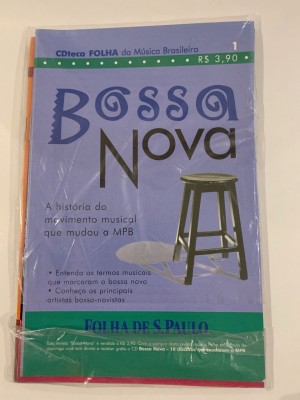 CDteca FOLHA da Música Brasileira
1
R$ 3,90
Bossa
Nova
A história do
movimento musical
que mudou a MPB
• Entenda os termos musicais
que marcaram a bossa nova
• Conheça os principais
artistas bossa-novistas
FOLHA DE S.PAULO